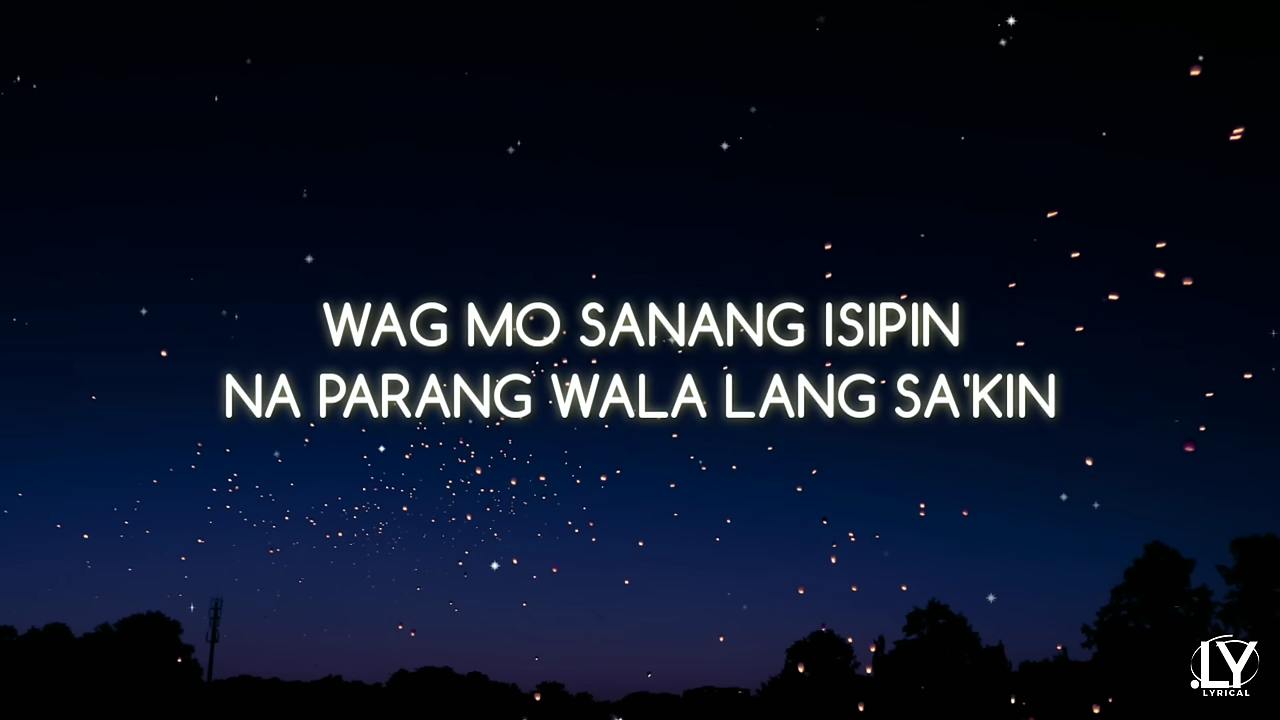 WAG MO SANANG ISIPIN
NA PARANG WALA LANG SA'KIN
.LY
LYRICAL